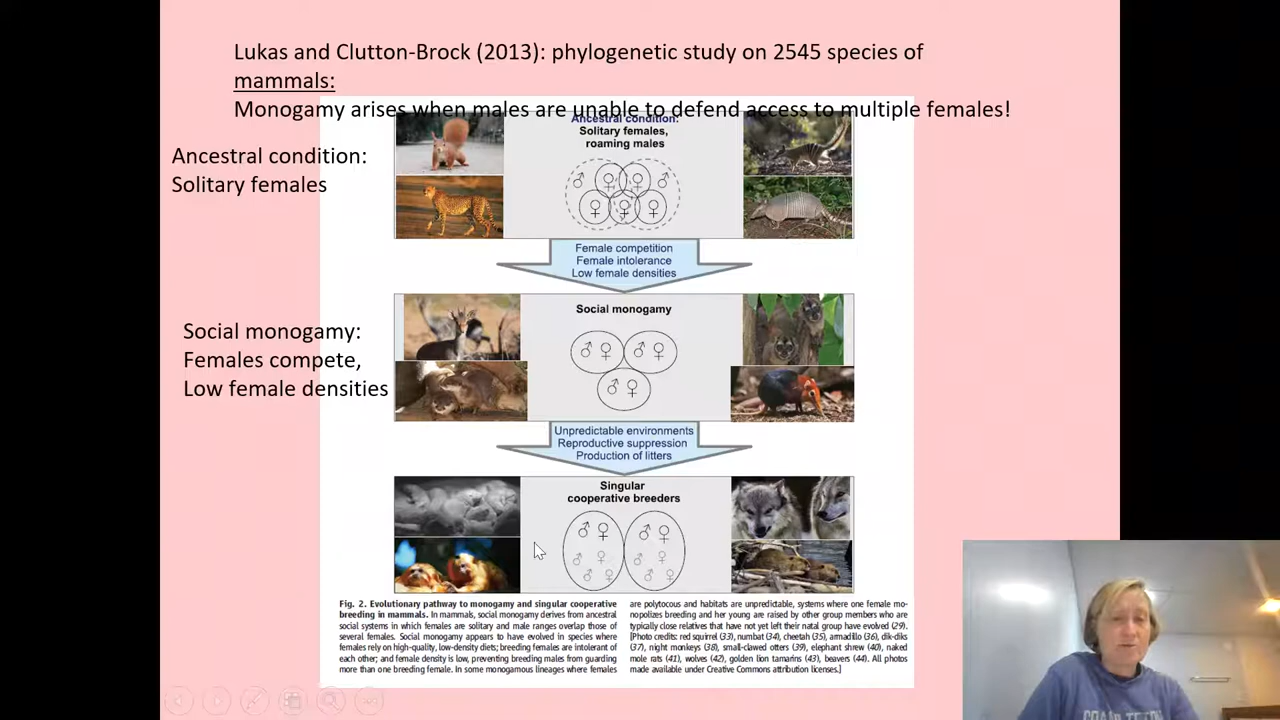 Lukas and Clutton-Brock (2013): phylogenetic study on 2545 species of
mammals:
Monogamy arises when males are unable to defend access to multiple females!
Ancestral condition:
Solitary females
Ancestral condition:
Solitary females,
roaming males
Female competition
Female intolerance
Low female densities
Social monogamy:
Females compete,
Low female densities
Social monogamy
Unpredictable environments
Reproductive suppression
Production of litters
Singular
cooperative breeders
Fig. 2. Evolutionary pathway to monogamy and singular cooperative
breeding in mammals. In mammals, social monogamy derives from ancestral
social systems in which females are solitary and male ranges overlap those of
several females. Social monogamy appears to have evolved in species where
females rely on high-quality, low-density diets; breeding females are intolerant of
each other; and female density is low, preventing breeding males from guarding
more than one breeding female. In some monogamous lineages where females
are polytocous and habitats are unpredictable, systems where one female mo-
nopolizes breeding and her young are raised by other group members who are
typically close relatives that have not yet left their natal group have evolved (29).
[Photo credits: red squirrel (33), numbat (34), cheetah (35), armadillo (36), dik-diks
(37), night monkeys (38), small-clawed otters (39), elephant shrew (40), naked
mole rats (41), wolves (42), golden lion tamarins (43), beavers (44). All photos
made available under Creative Commons attribution licenses.]